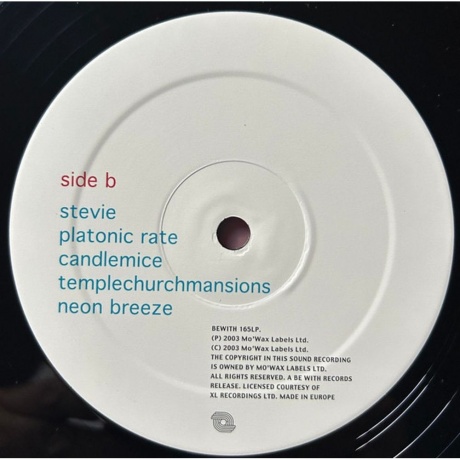 side b
stevie
platonic rate
candlemice
templechurchmansions
neon breeze
BEWITH 165LP.
(P) 2003 Mo'Wax Labels Ltd.
(C) 2003 Mo'Wax Labels Ltd.
THE COPYRIGHT IN THIS SOUND RECORDING
IS OWNED BY MO'WAX LABELS LTD.
ALL RIGHTS RESERVED. A BE WITH RECORDS
RELEASE. LICENSED COURTESY OF
XL RECORDINGS LTD. MADE IN EUROPE